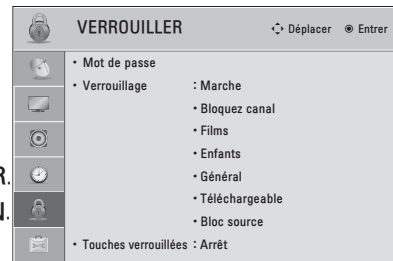 VERROUILLER Déplacer Entrer
• Mot de passe
• Verrouillage : Marche
• Bloquez canal
• Films
• Enfants
R. • Général
N. • Téléchargeable
• Bloc source
• Touches verrouillées : Arrêt